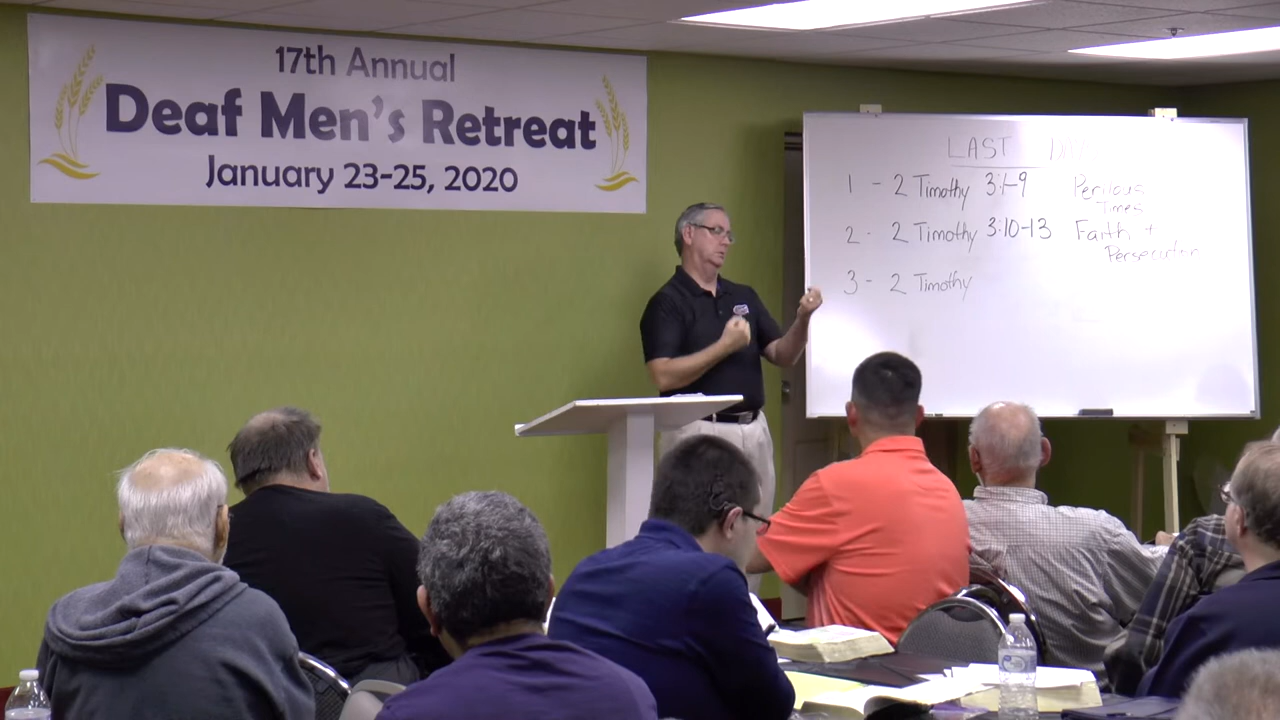 17th Annual
Deaf Men's Retreat
January 23-25, 2020
LAST
1 - 2 Timothy 3:1-9 Perilous
Times
2 - 2 Timothy 3:10-13 Faith +
3 - 2 Timothy